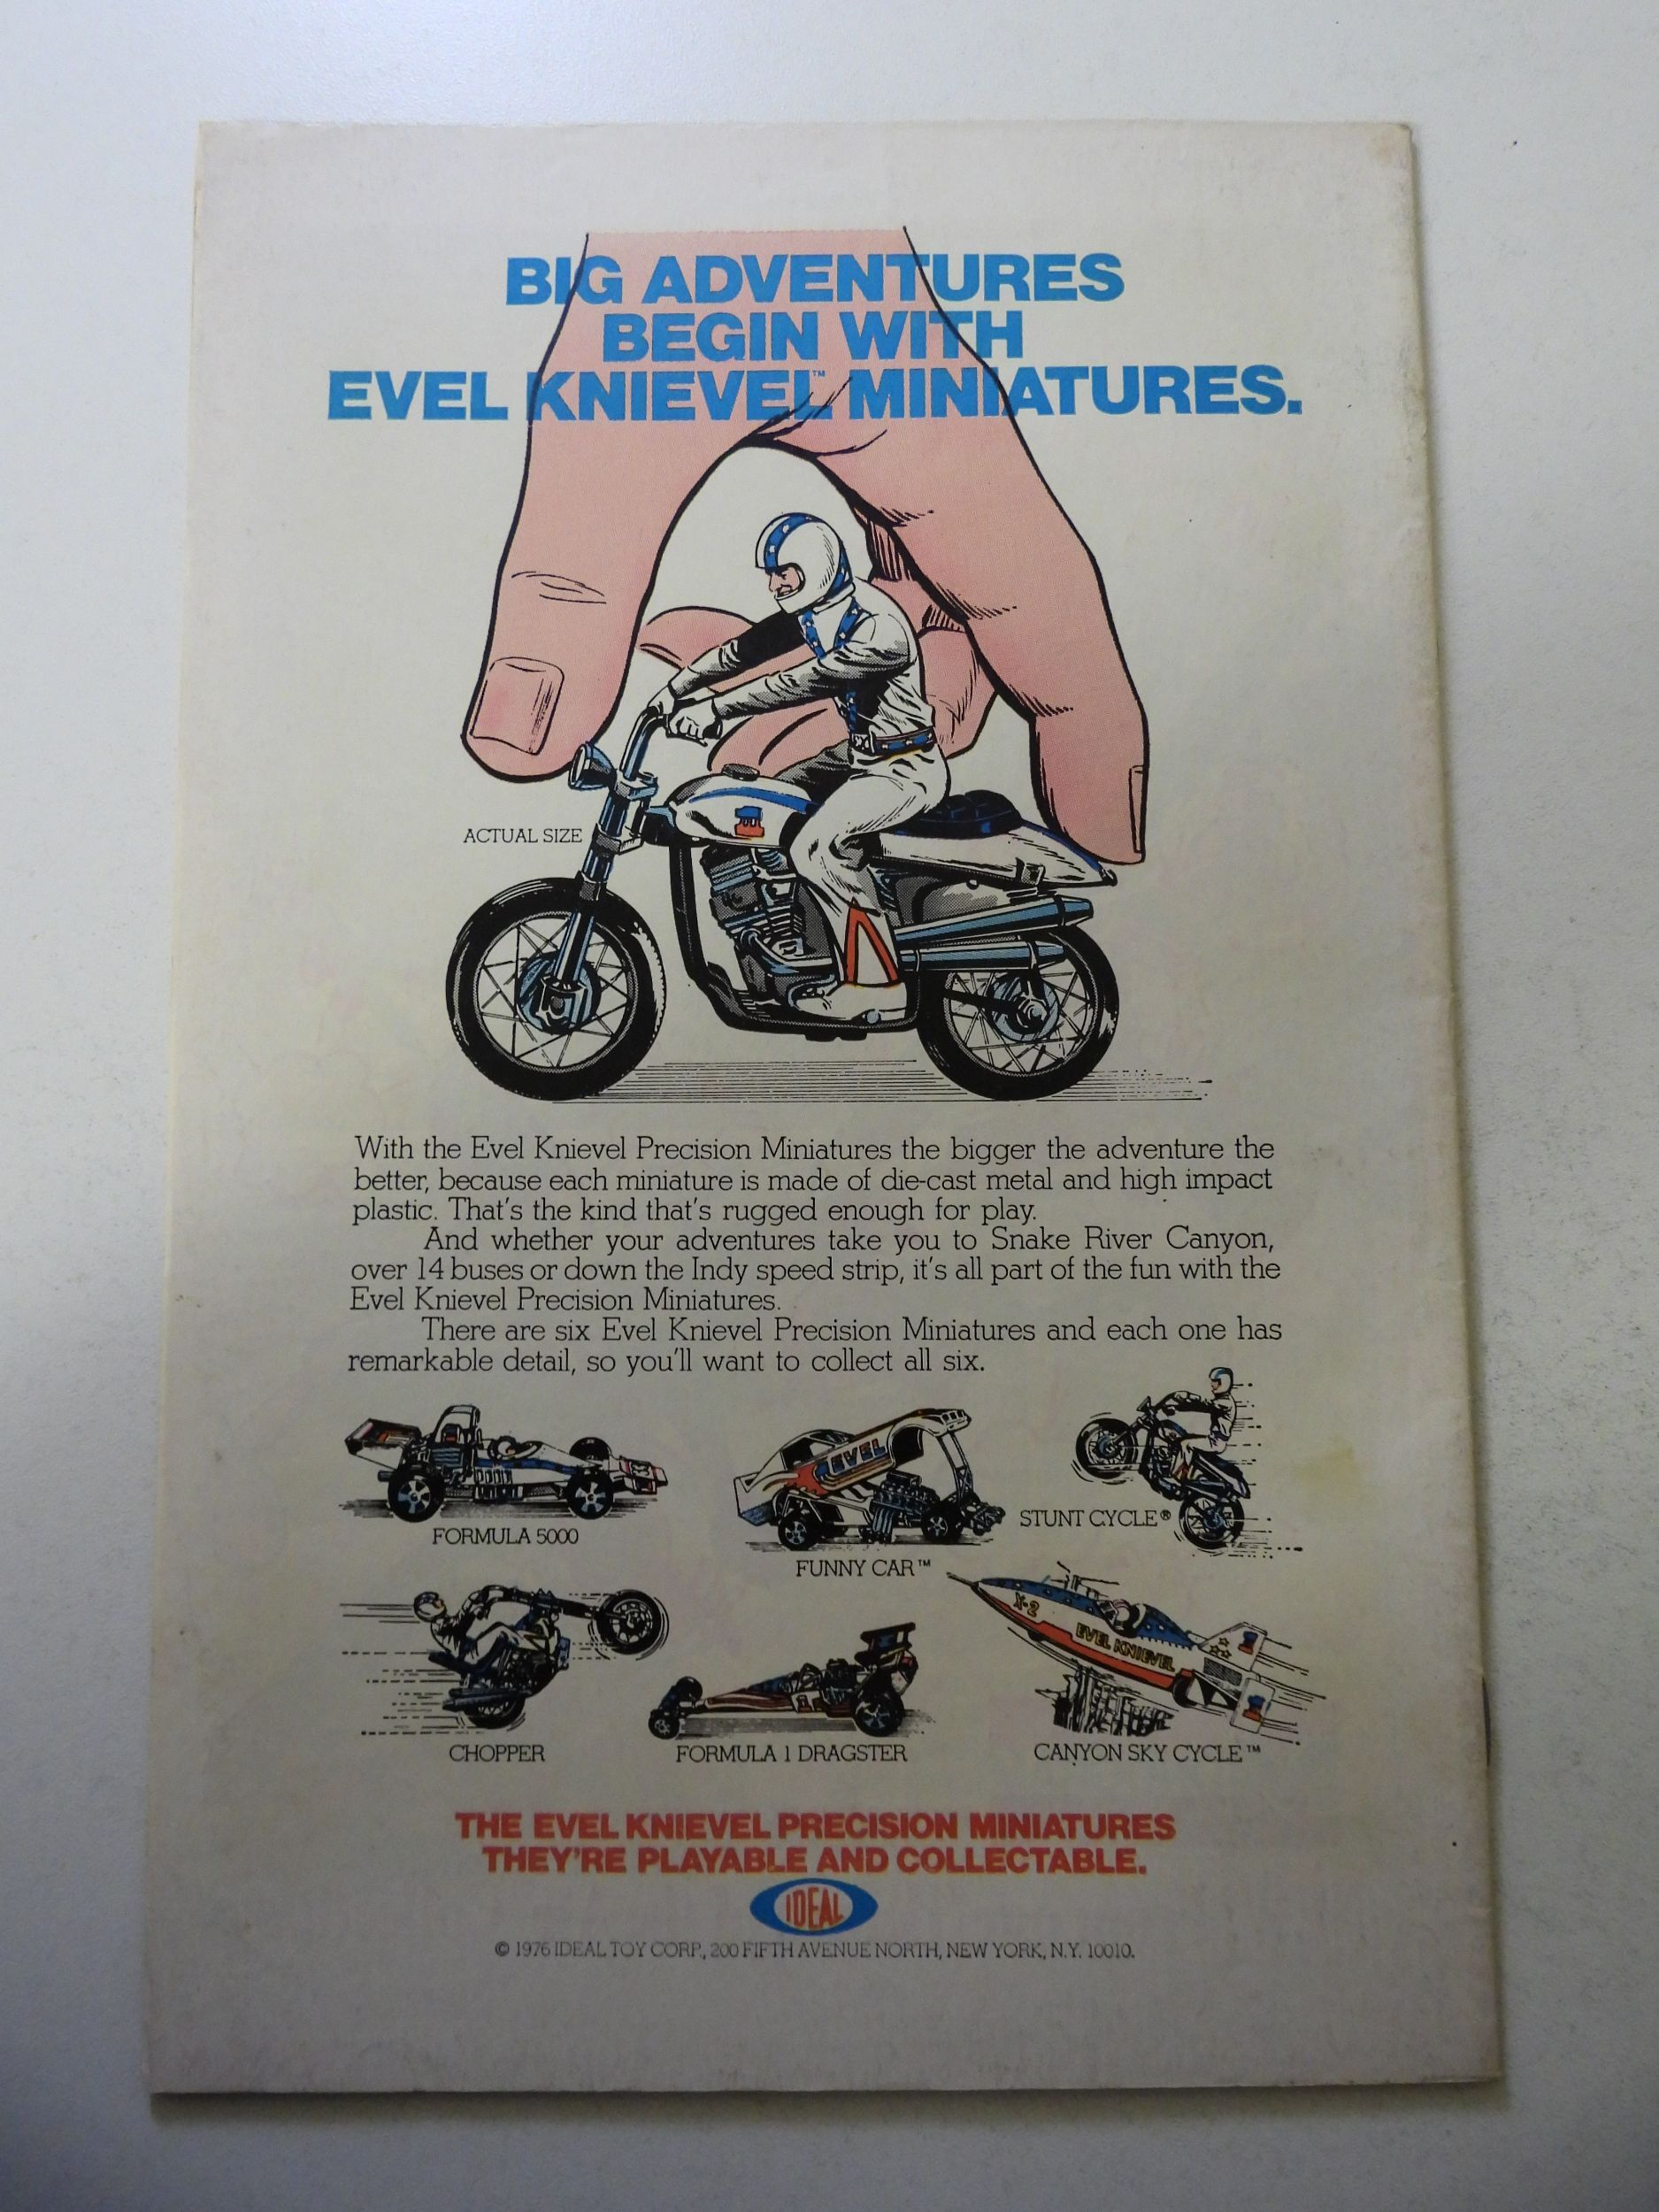 BIG ADVENTURES
BEGIN WITH
EVEL KNIEVEL™ MINIATURES.
ACTUAL SIZE
With the Evel Knievel Precision Miniatures the bigger the adventure the
better, because each miniature is made of die-cast metal and high impact
plastic. That's the kind that's rugged enough for play.
And whether your adventures take you to Snake River Canyon,
over 14 buses or down the Indy speed strip, it's all part of the fun with the
Evel Knievel Precision Miniatures.
There are six Evel Knievel Precision Miniatures and each one has
remarkable detail, so you'll want to collect all six.
EVEL
FORMULA 5000
FUNNY CAR™
STUNT CYCLE®
X-2
EVEL KNIEVEL
CHOPPER
FORMULA 1 DRAGSTER
CANYON SKY CYCLE™
THE EVEL KNIEVEL PRECISION MINIATURES
THEY'RE PLAYABLE AND COLLECTABLE.
IDEAL
© 1976 IDEAL TOY CORP., 200 FIFTH AVENUE NORTH, NEW YORK, N.Y. 10010.